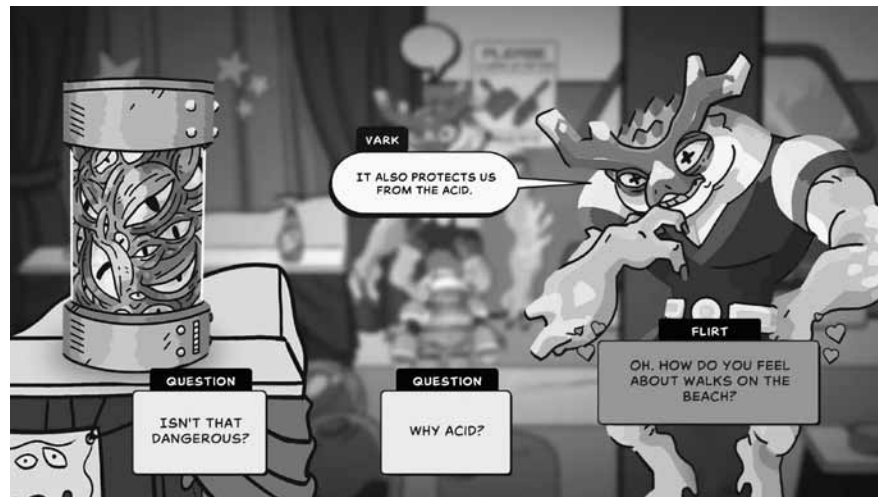 PLEASE
VARK
IT ALSO PROTECTS US
FROM THE ACID.
FLIRT
OH. HOW DO YOU FEEL
ABOUT WALKS ON THE
BEACH?
QUESTION
ISN'T THAT
DANGEROUS?
QUESTION
WHY ACID?